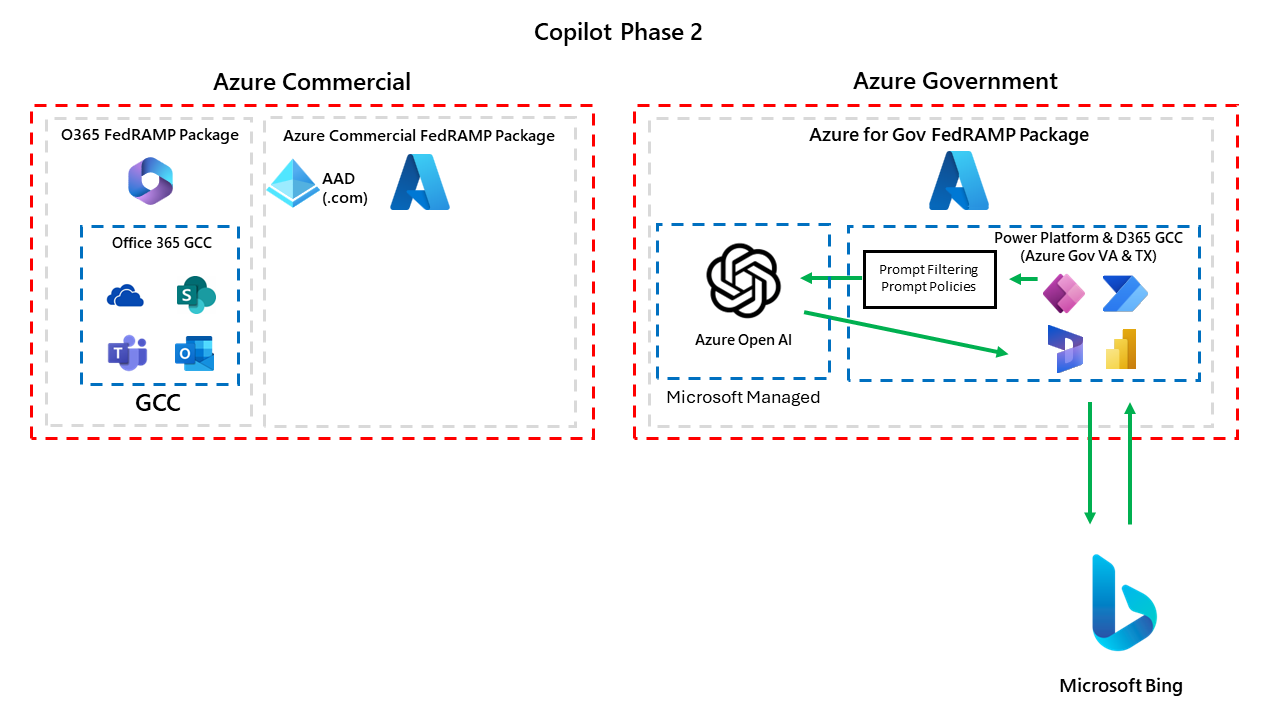 Copilot Phase 2
Azure Commercial
O365 FedRAMP Package
Azure Commercial FedRAMP Package
AAD
(.com)
Office 365 GCC
S
T
O
GCC
Azure Government
Azure for Gov FedRAMP Package
Power Platform & D365 GCC
(Azure Gov VA & TX)
Prompt Filtering
Prompt Policies
Azure Open AI
Microsoft Managed
Microsoft Bing